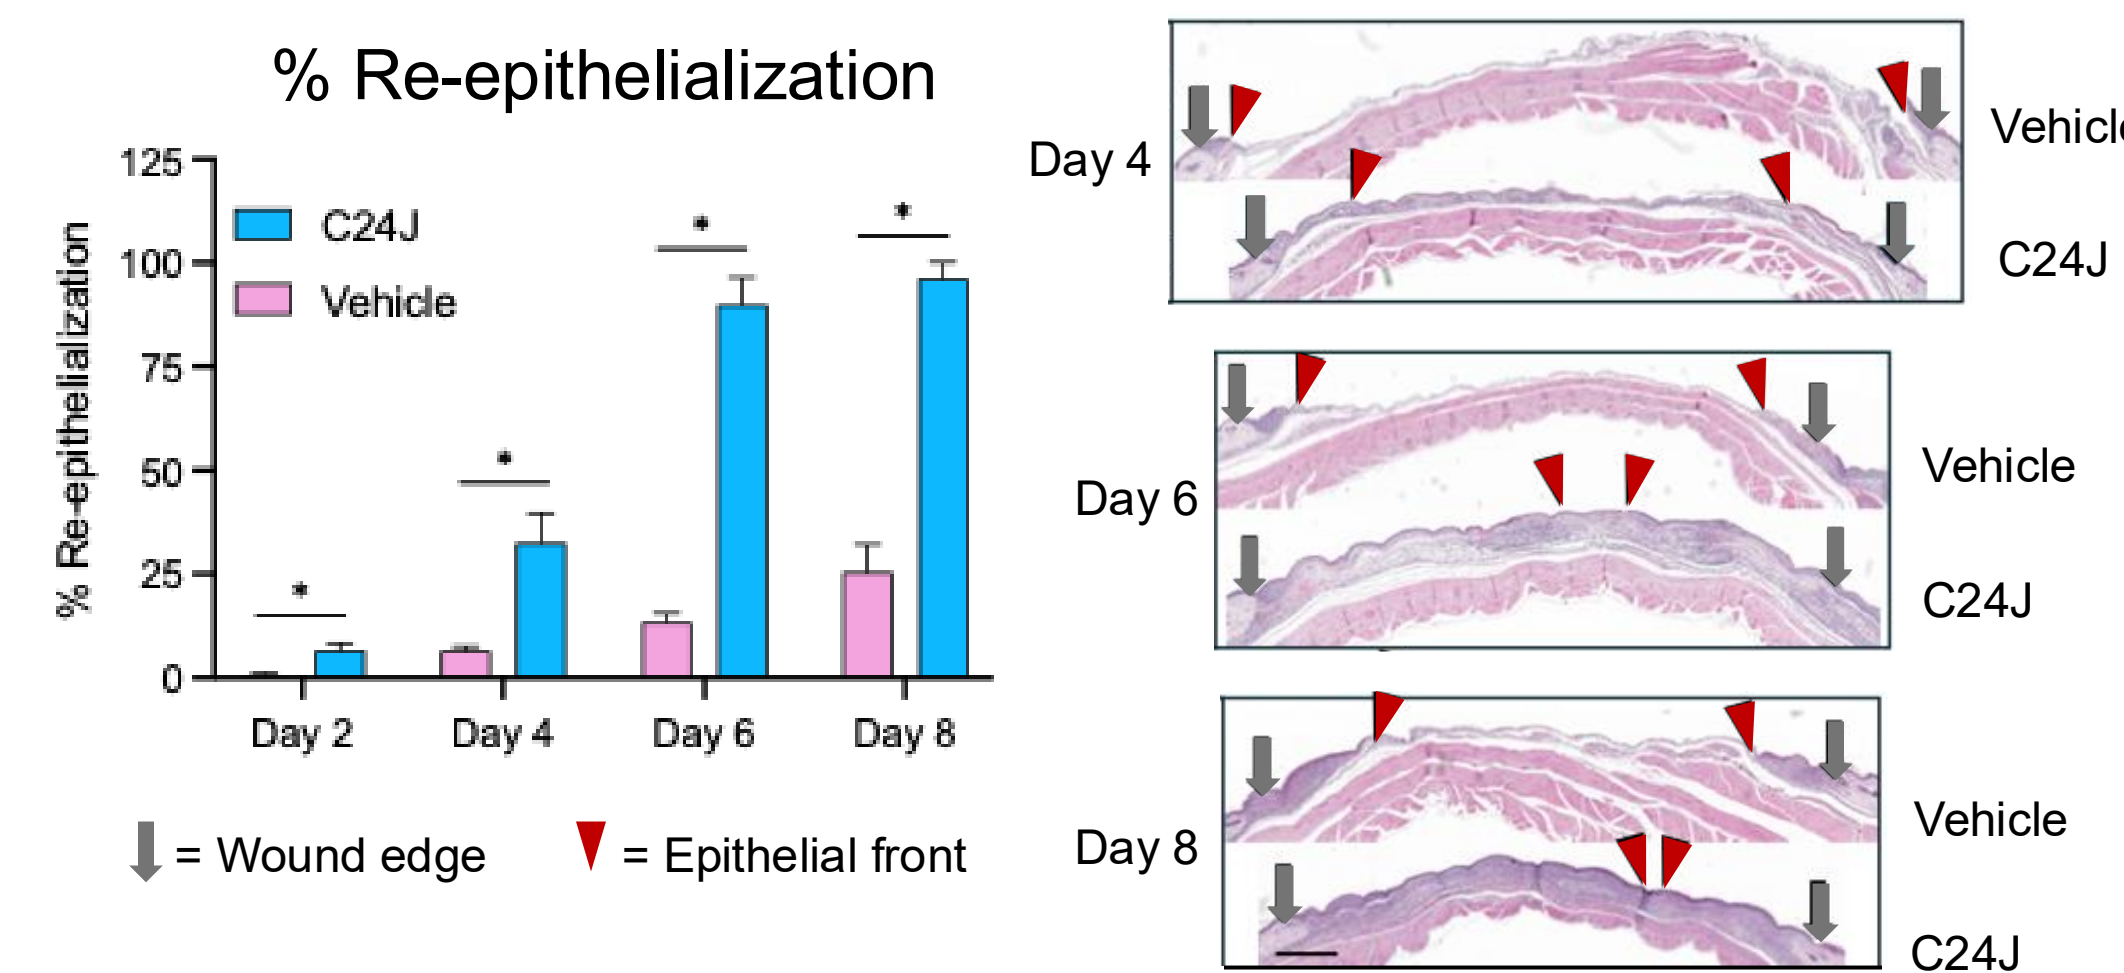 % Re-epithelialization
% Re-epithelialization
125
100
75
50
25
0
C24J
Vehicle
*
*
*
*
Day 2
Day 4
Day 6
Day 8
= Wound edge
= Epithelial front
Day 4
Vehicle
C24J
Day 6
Vehicle
C24J
Day 8
Vehicle
C24J